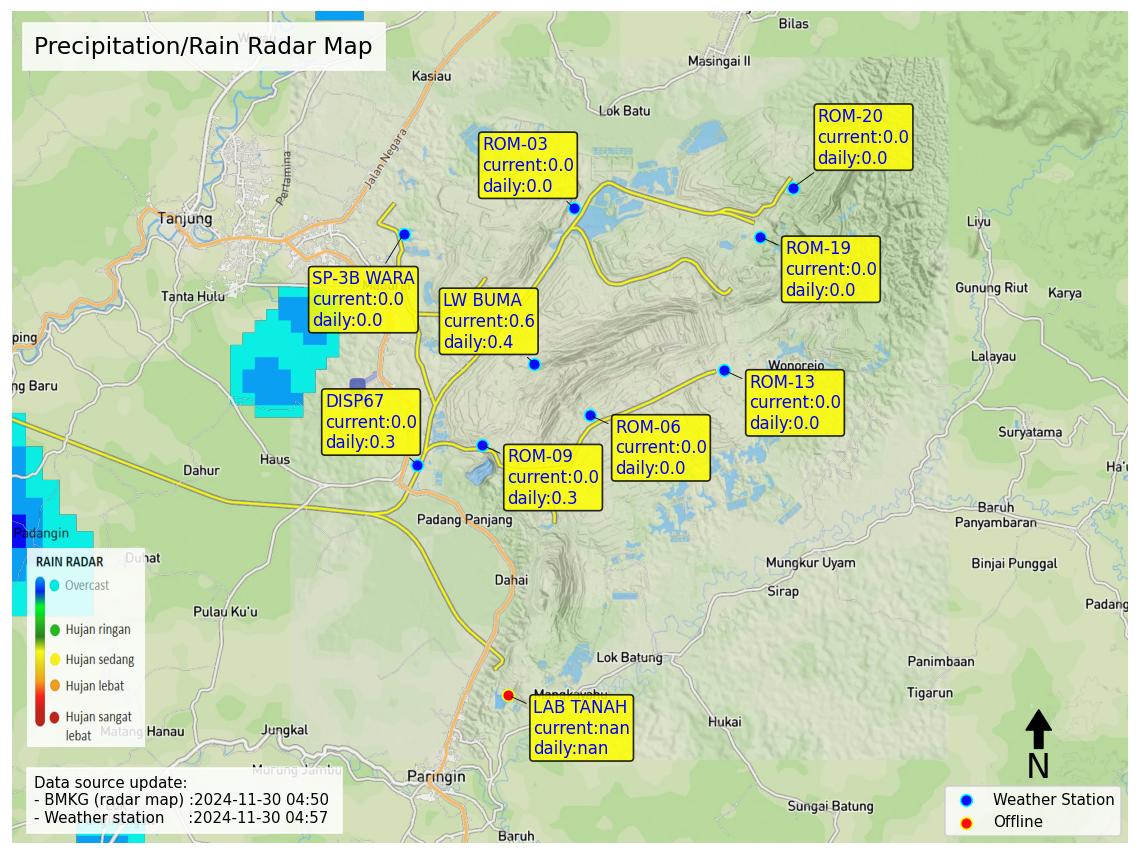 Precipitation/Rain Radar Map
Bilas
Masingai II
Kasiau
Lok Batu
Jalan Negara
Pertamina
Tanjung
ROM-20
current:0.0
daily:0.0
ROM-03
current:0.0
daily:0.0
ROM-19
current:0.0
daily:0.0
Liyu
SP-3B WARA
current:0.0
daily:0.0
LW BUMA
current:0.6
daily:0.4
Tanta Hulu
Gunung Riut
Karya
ping
Lalayau
Wonorejo
ng Baru
ROM-13
current:0.0
daily:0.0
DISP67
current:0.0
daily:0.3
ROM-06
current:0.0
daily:0.0
Suryatama
ROM-09
current:0.0
daily:0.3
Haus
Dahur
Ha'u
Baruh
Panyambaran
Padang Panjang
Padangin
Duhat
Binjai Punggal
Mungkur Uyam
Dahai
Sirap
Padang
Pulau Ku'u
RAIN RADAR
Overcast
Hujan ringan
Hujan sedang
Hujan lebat
Hujan sangat
lebat
Lok Batung
Panimbaan
Tigarun
LAB TANAH
current:nan
daily:nan
Hukai
Matang Hanau
Jungkal
Murung Jambu
Paringin
Sungai Batung
Baruh
Data source update:
- BMKG (radar map) :2024-11-30 04:50
- Weather station :2024-11-30 04:57
N
Weather Station
Offline